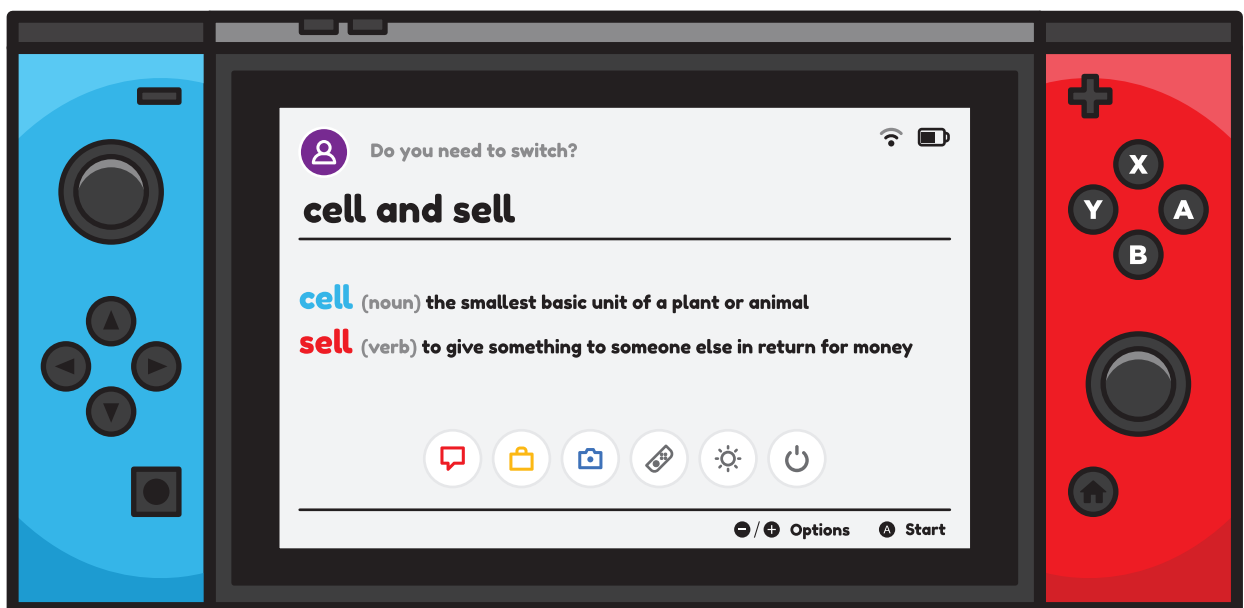 Do you need to switch?
cell and sell
cell (noun) the smallest basic unit of a plant or animal
sell (verb) to give something to someone else in return for money
X
Y A
B
-/+ Options A Start